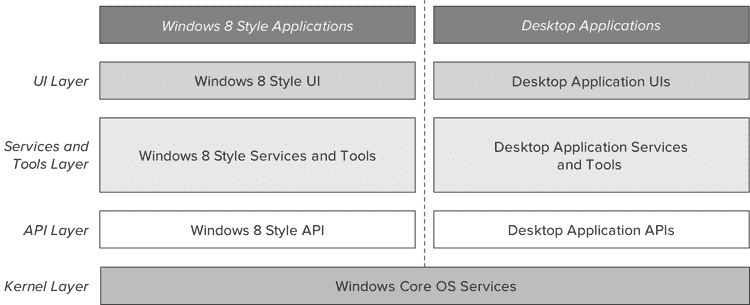 Windows 8 Style Applications
Desktop Applications
UI Layer
Windows 8 Style UI
Desktop Application UIs
Services and
Tools Layer
Windows 8 Style Services and Tools
Desktop Application Services
and Tools
API Layer
Windows 8 Style API
Desktop Application APIs
Kernel Layer
Windows Core OS Services